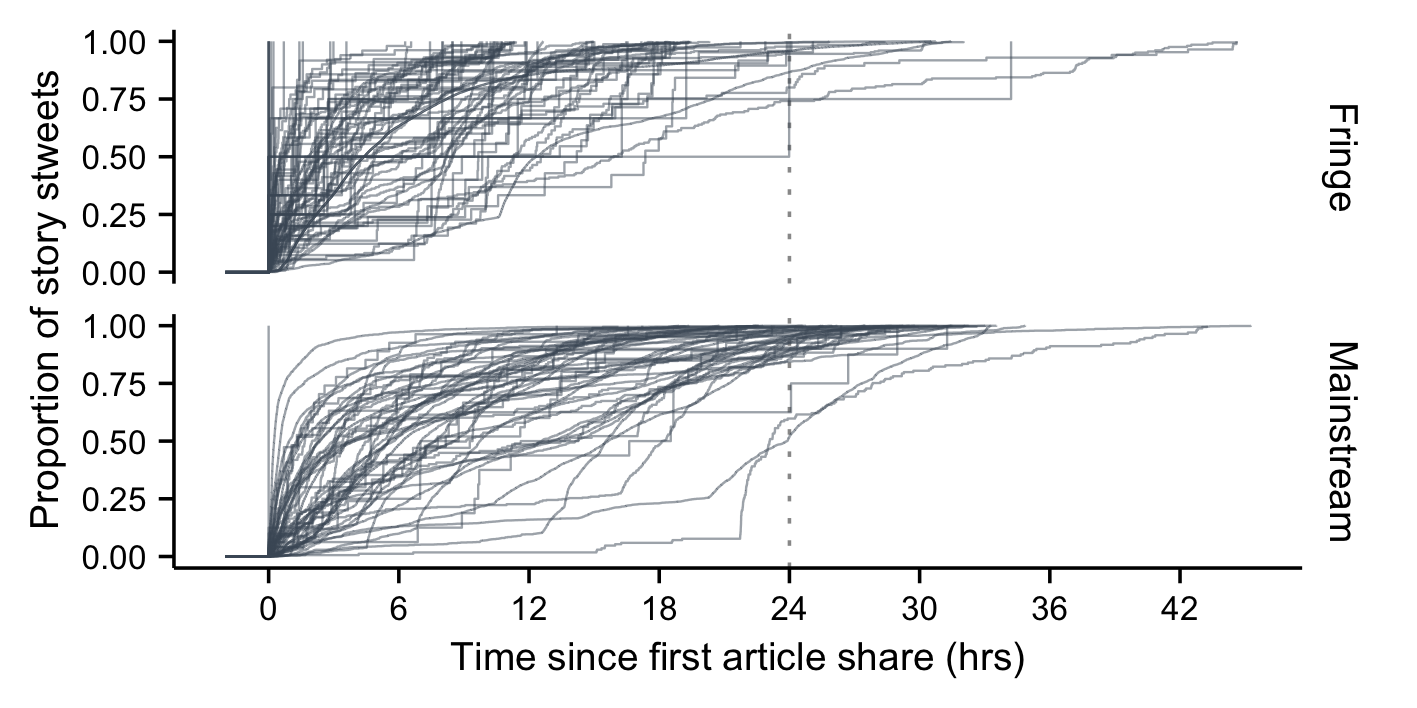 Proportion of story stweets
1.00
0.75
0.50
0.25
0.00
Fringe
1.00
0.75
0.50
0.25
0.00
Mainstream
0 6 12 18 24 30 36 42
Time since first article share (hrs)